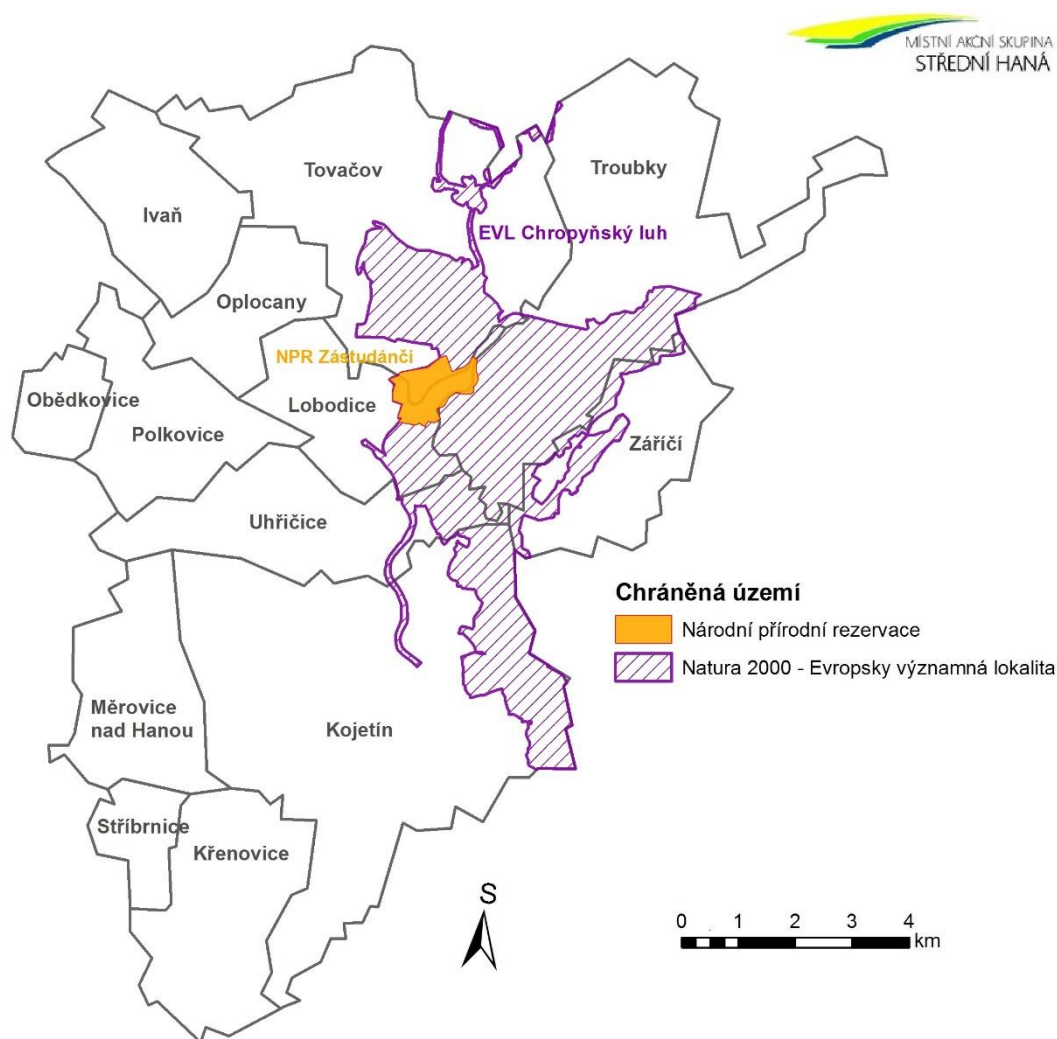 MÍSTNÍ AKČNÍ SKUPINA
STŘEDNÍ HANÁ
Tovačov
Troubky
Ivaň
EVL Chropyňský luh
Oplocany
NPR Zástudánčí
Obědkovice
Lobodice
Polkovice
Záříčí
Uhřičice
Chráněná území
Národní přírodní rezervace
Natura 2000 - Evropsky významná lokalita
Měrovice
nad Hanou
Kojetín
Stříbrnice
Křenovice
S
0 1 2 3 4
km